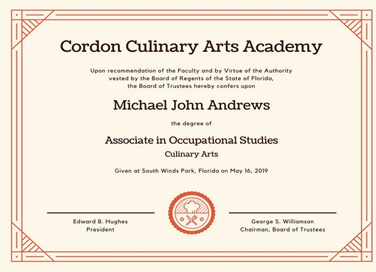 Cordon Culinary Arts Academy
Upon recommendation of the Faculty and by Virtue of the Authority
vested by the Board of Regents of the State of Florida,
the Board of Trustees hereby confers upon
Michael John Andrews
the degree of
Associate in Occupational Studies
Culinary Arts
Given at South Winds Park, Florida on May 16, 2019
Edward B. Hughes
President
George S. Williamson
Chairman, Board of Trustees